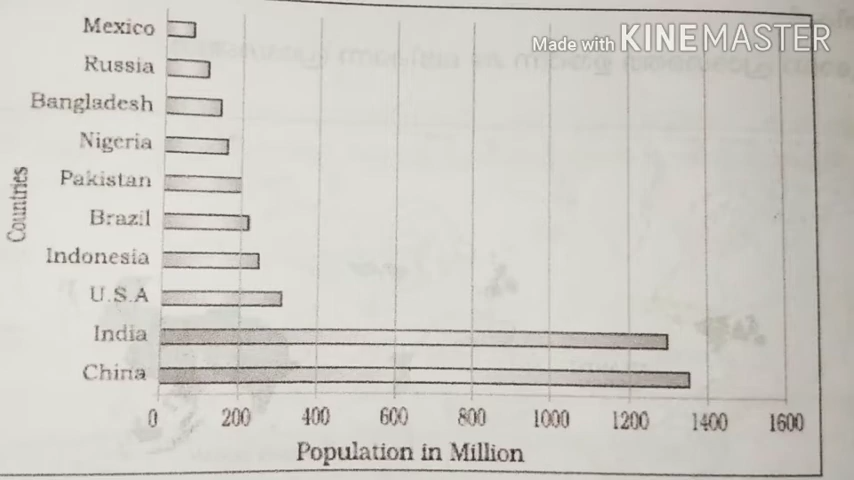 Made with KINEMASTER
Mexico
Russia
Bangladesh
Nigeria
Pakistan
Brazil
Indonesia
U.S.A
India
China
Countries
0 200 400 600 800 1000 1200 1400 1600
Population in Million